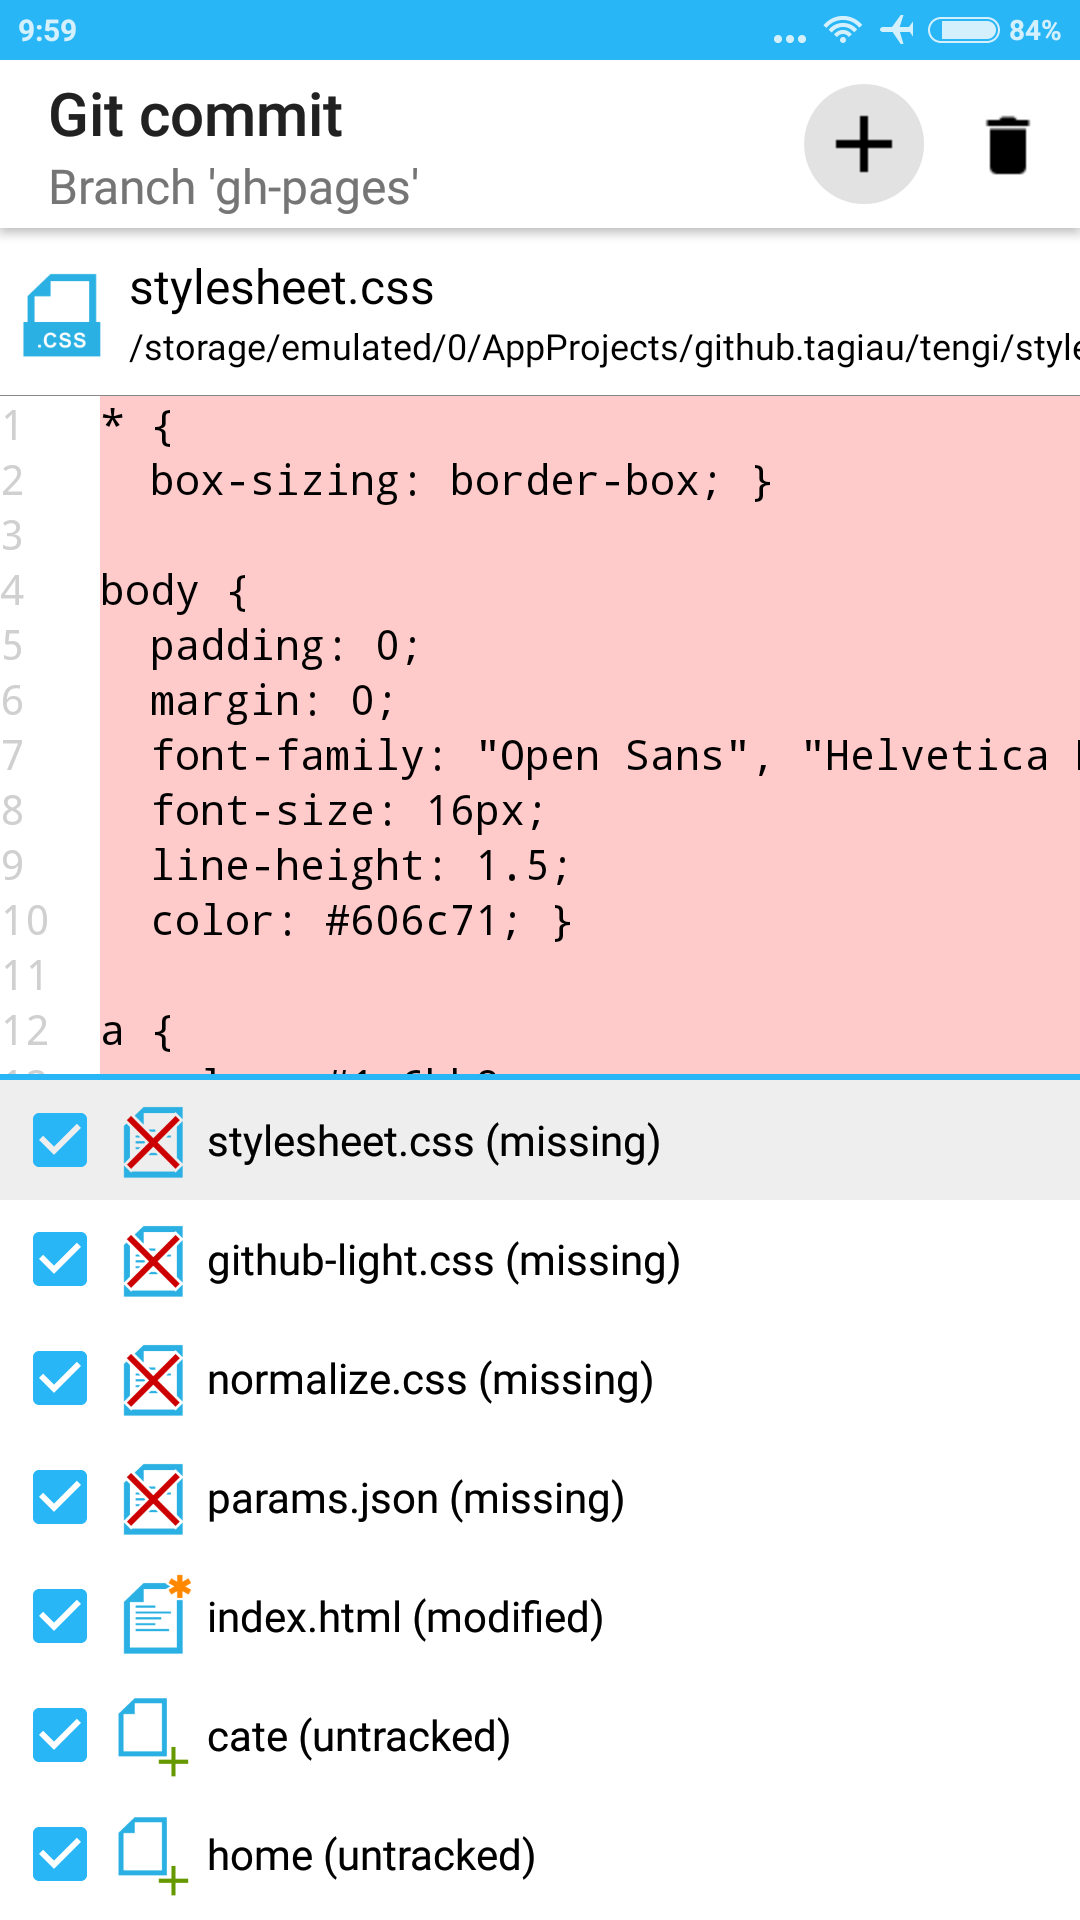 9:59
84%
Git commit
Branch 'gh-pages'
stylesheet.css
.CSS
/storage/emulated/0/AppProjects/github.tagiau/tengi/style
1 * {
2 box-sizing: border-box; }
3
4 body {
5 padding: 0;
6 margin: 0;
7 font-family: "Open Sans", "Helvetica
8 font-size: 16px;
9 line-height: 1.5;
10 color: #606c71; }
11
12 a {
stylesheet.css (missing)
github-light.css (missing)
normalize.css (missing)
params.json (missing)
index.html (modified)
cate (untracked)
home (untracked)